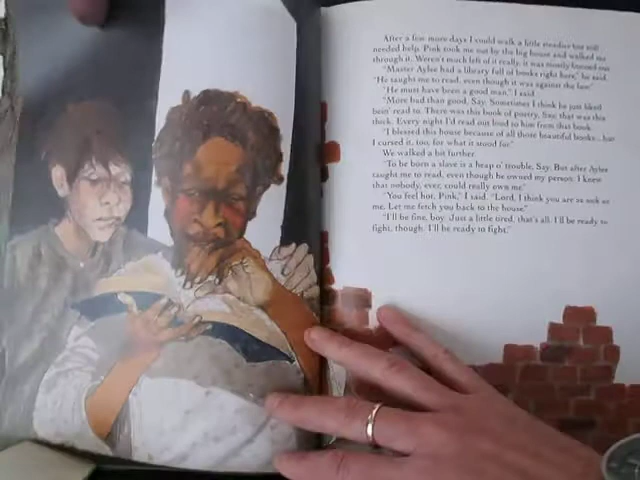 After a few more days I could walk a little steadier but still
needed help. Pink took me out by the big house and walked me
through it. Weren't much left of it really, it was mostly burned
"Master Aylee had a library full of books right here," he said.
"He taught me to read, even though it was against the law."
"He must have been a good man," I said.
"More bad than good, Say. Sometimes I think he just liked
bein' read to. There was this book of poetry, Say, that was this
thick. Every night I'd read out loud to him from that book.
"I blessed this house because of all those beautiful books...but
I cursed it, too, for what it stood for."
We walked a bit further.
"To be born a slave is a heap o' trouble, Say. But after Aylee
taught me to read, even though he owned my person, I knew
that nobody, ever, could really own me."
"You feel hot, Pink," I said. "Lord, I think you are as sick as
me. Let me fetch you back to the house."
"I'll be fine, boy. Just a little tired, that's all. I'll be ready to
fight, though. I'll be ready to fight."